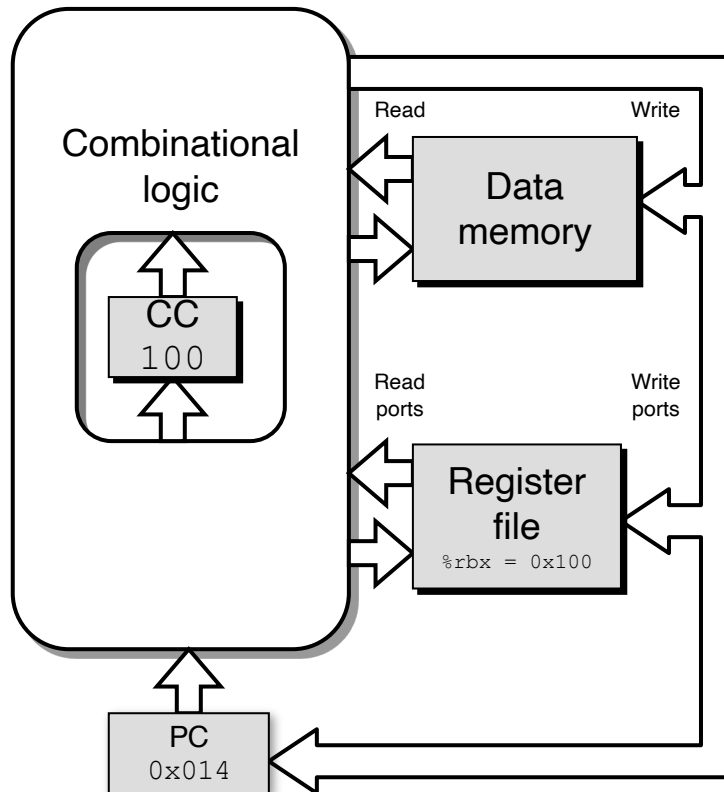 Combinational
logic
CC
100
Read
Write
Data
memory
Read
ports
Write
ports
Register
file
%rbx = 0x100
PC
0x014